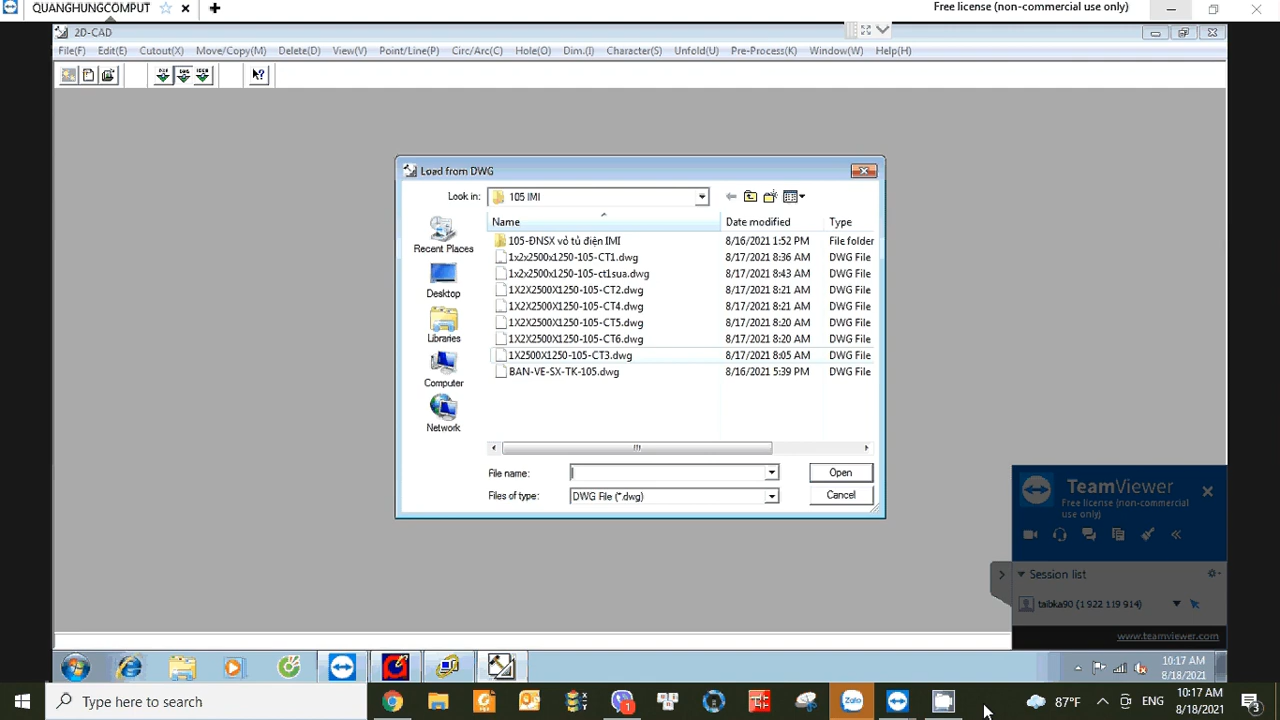 QUANGHUNGCOMPUT
Free license (non-commercial use only)
2D-CAD
File(F) Edit(E) Cutout(X) Move/Copy(M) Delete(D) View(V) Point/Line(P) Circ/Arc(C) Hole(O) Dim.(I) Character(S) Unfold(U) Pre-Process(K) Window(W) Help(H)
Load from DWG
Look in: 105 IMI
Name Date modified Type
105-ĐNSX vỏ tủ điện IMI 8/16/2021 1:52 PM File folder
1x2x2500x1250-105-CT1.dwg 8/17/2021 8:36 AM DWG File
1x2x2500x1250-105-ct1sua.dwg 8/17/2021 8:43 AM DWG File
1X2X2500X1250-105-CT2.dwg 8/17/2021 8:21 AM DWG File
1X2X2500X1250-105-CT4.dwg 8/17/2021 8:21 AM DWG File
1X2X2500X1250-105-CT5.dwg 8/17/2021 8:20 AM DWG File
1X2X2500X1250-105-CT6.dwg 8/17/2021 8:20 AM DWG File
1X2500X1250-105-CT3.dwg 8/17/2021 8:05 AM DWG File
BAN-VE-SX-TK-105.dwg 8/16/2021 5:39 PM DWG File
Recent Places
Desktop
Libraries
Computer
Network
File name: Open
Files of type: DWG File (*.dwg) Cancel
TeamViewer
Free license (non-commercial
use only)
Session list
taibka90 (1 922 119 914)
www.teamviewer.com
10:17 AM
8/18/2021
Type here to search
1
Zalo
87°F
ENG
10:17 AM
8/18/2021
3